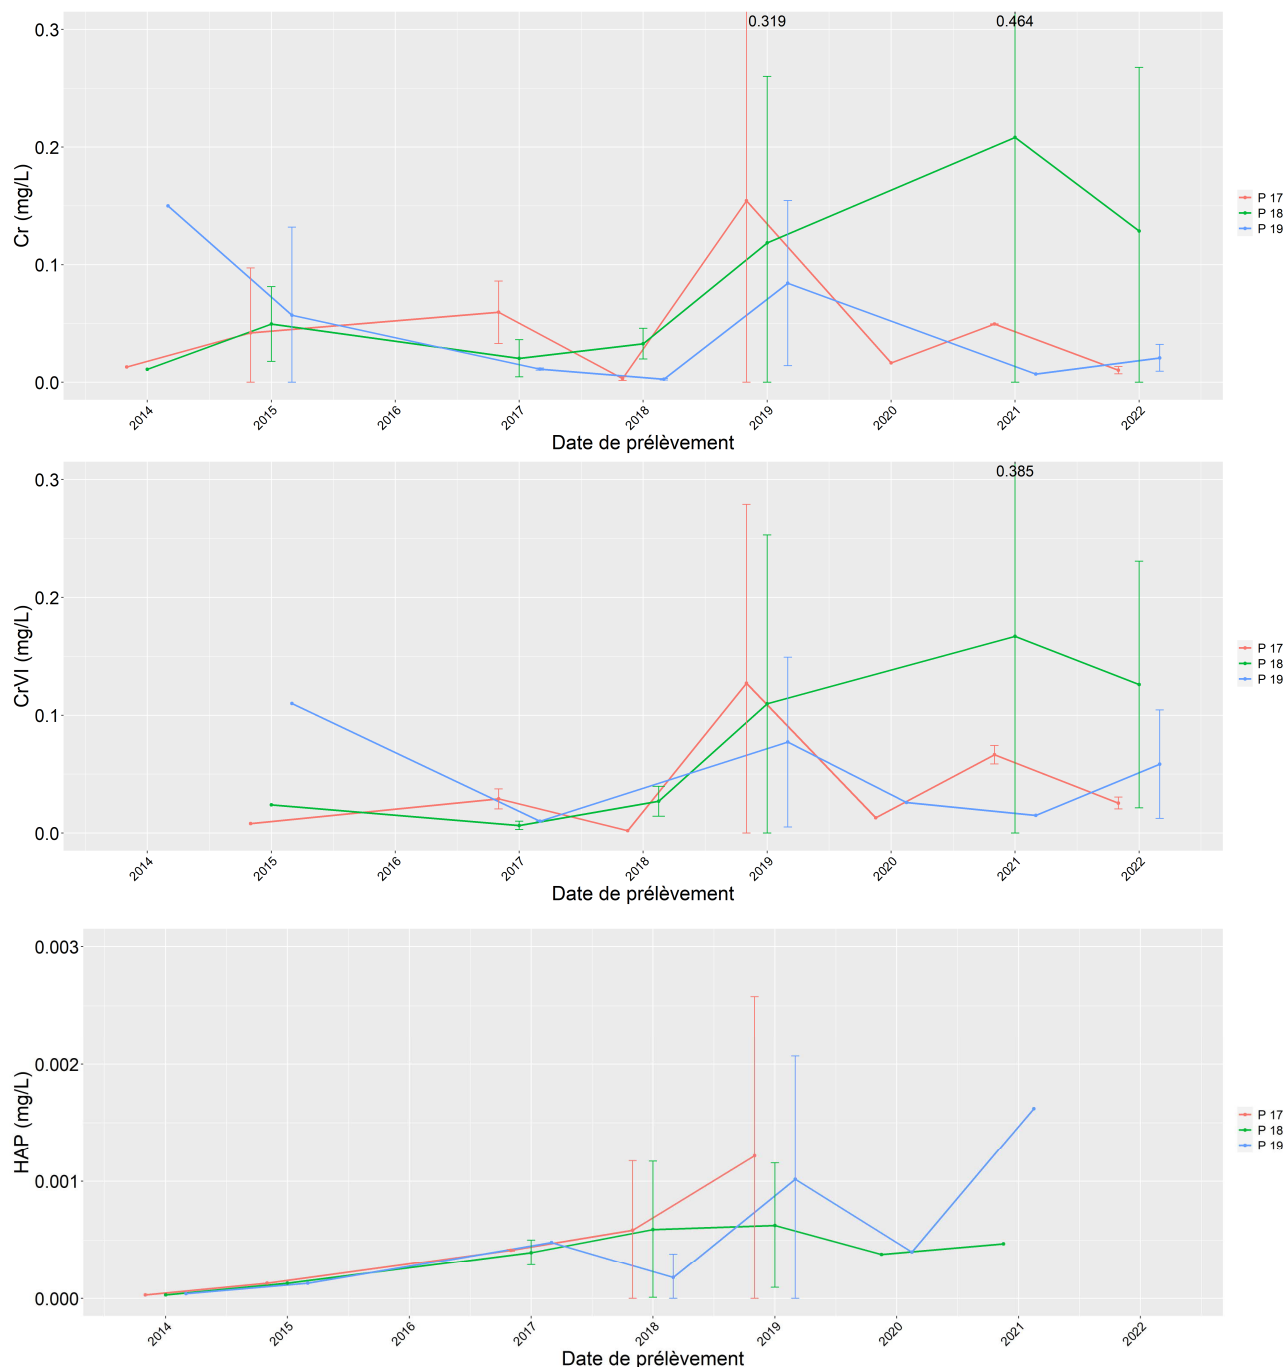 0.319
0.464
0.3
0.2
0.1
0.0
Cr (mg/L)
P 17
P 18
P 19
2014
2015
2016
2017
2018
2019
2020
2021
2022
Date de prélèvement
0.385
0.3
0.2
0.1
0.0
CrVI (mg/L)
P 17
P 18
P 19
2014
2015
2016
2017
2018
2019
2020
2021
2022
Date de prélèvement
0.003
0.002
0.001
0.000
HAP (mg/L)
P 17
P 18
P 19
2014
2015
2016
2017
2018
2019
2020
2021
2022
Date de prélèvement